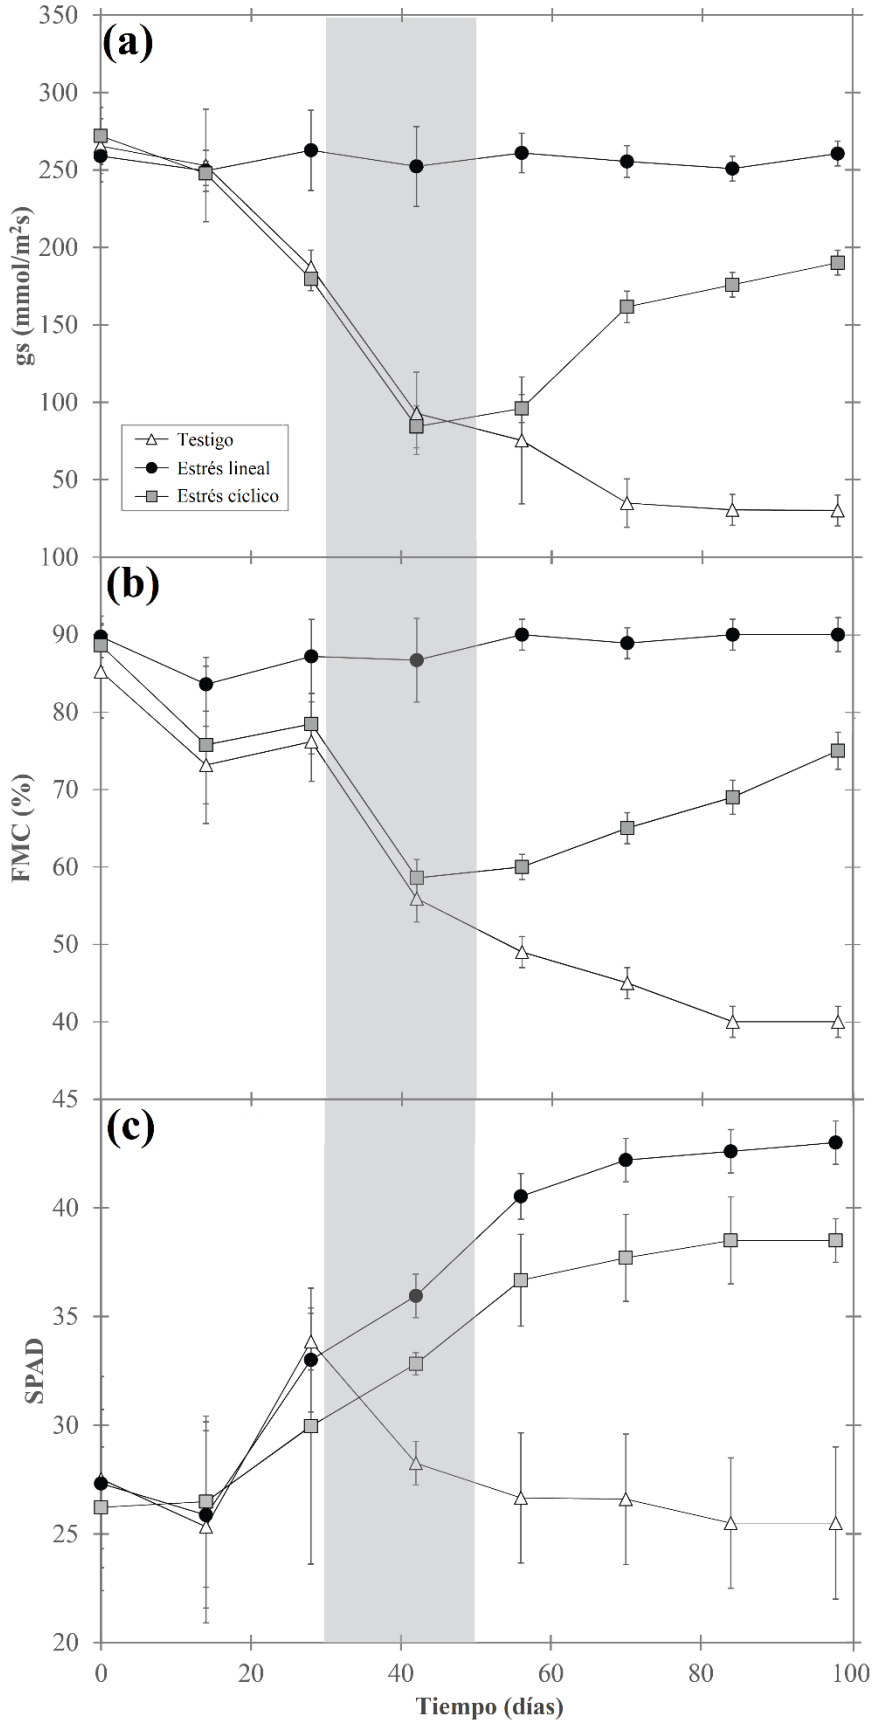 (a)
350
300
250
200
150
100
50
gs (mmol/m²s)
Testigo
Estrés lineal
Estrés cíclico
(b)
100
90
80
70
60
50
40
FMC (%)
(c)
45
40
35
30
25
20
SPAD
0 20 40 60 80 100
Tiempo (días)